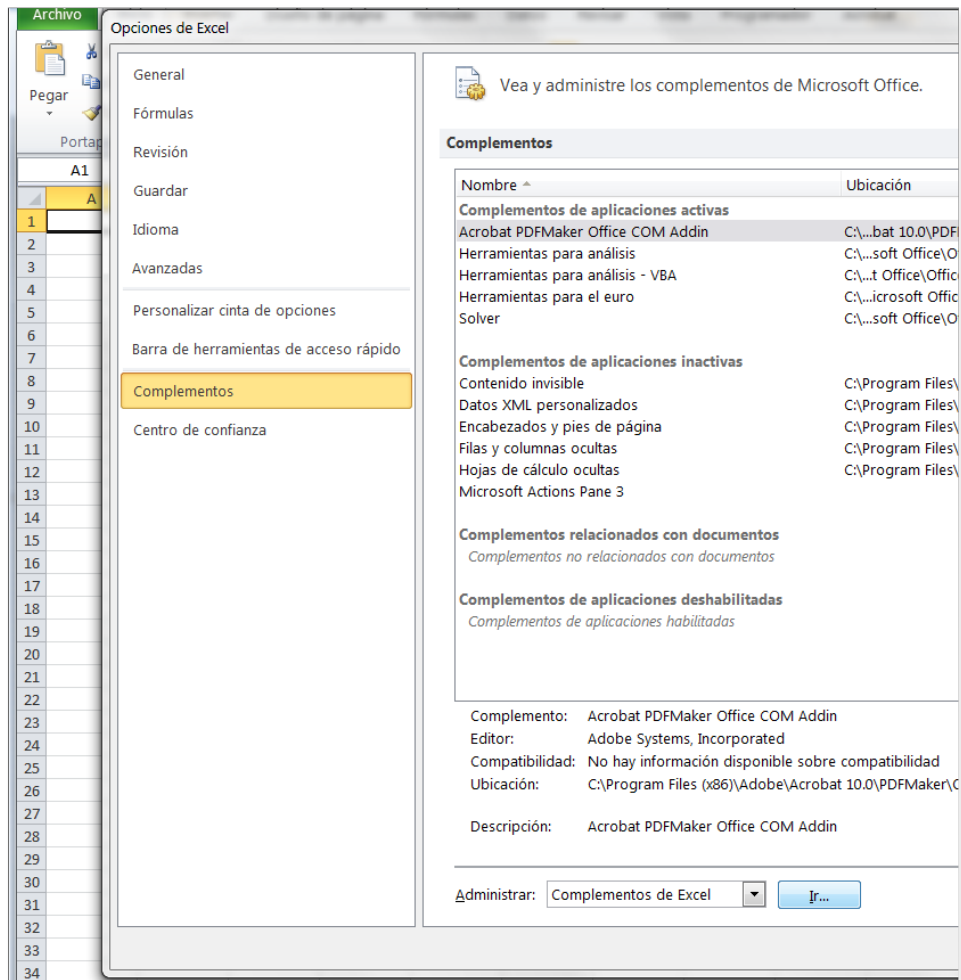 Archivo
Opciones de Excel
Pegar
Portap
A1
A
1
2
3
4
5
6
7
8
9
10
11
12
13
14
15
16
17
18
19
20
21
22
23
24
25
26
27
28
29
30
31
32
33
34
General
Fórmulas
Revisión
Guardar
Idioma
Avanzadas
Personalizar cinta de opciones
Barra de herramientas de acceso rápido
Complementos
Centro de confianza
Vea y administre los complementos de Microsoft Office.
Complementos
Nombre Ubicación
Complementos de aplicaciones activas
Acrobat PDFMaker Office COM Addin C:\...bat 10.0\PDF
Herramientas para análisis C:\...soft Office\O
Herramientas para análisis - VBA C:\...t Office\Offic
Herramientas para el euro C:\...icrosoft Offic
Solver C:\...soft Office\O
Complementos de aplicaciones inactivas
Contenido invisible C:\Program Files\
Datos XML personalizados C:\Program Files\
Encabezados y pies de página C:\Program Files\
Filas y columnas ocultas C:\Program Files\
Hojas de cálculo ocultas C:\Program Files\
Microsoft Actions Pane 3
Complementos relacionados con documentos
Complementos no relacionados con documentos
Complementos de aplicaciones deshabilitadas
Complementos de aplicaciones habilitadas
Complemento: Acrobat PDFMaker Office COM Addin
Editor: Adobe Systems, Incorporated
Compatibilidad: No hay información disponible sobre compatibilidad
Ubicación: C:\Program Files (x86)\Adobe\Acrobat 10.0\PDFMaker\
Descripción: Acrobat PDFMaker Office COM Addin
Administrar: Complementos de Excel Ir...